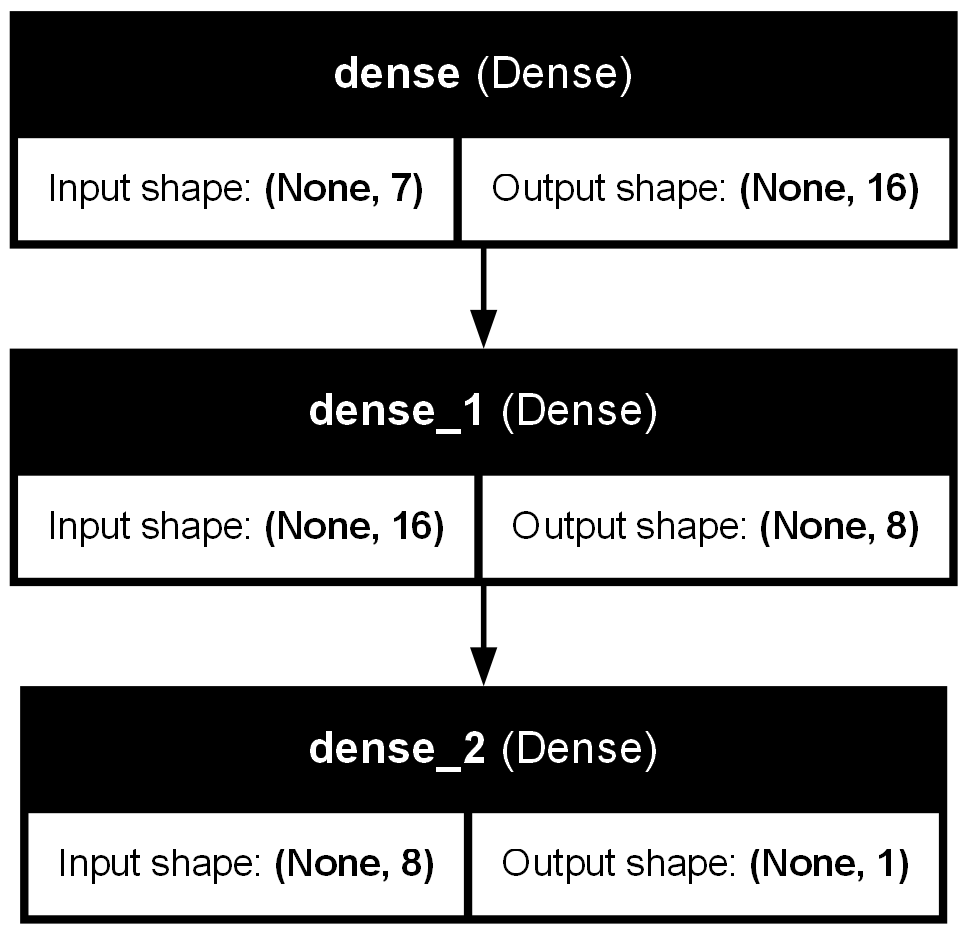 dense (Dense)
Input shape: (None, 7) Output shape: (None, 16)
dense_1 (Dense)
Input shape: (None, 16) Output shape: (None, 8)
dense_2 (Dense)
Input shape: (None, 8) Output shape: (None, 1)